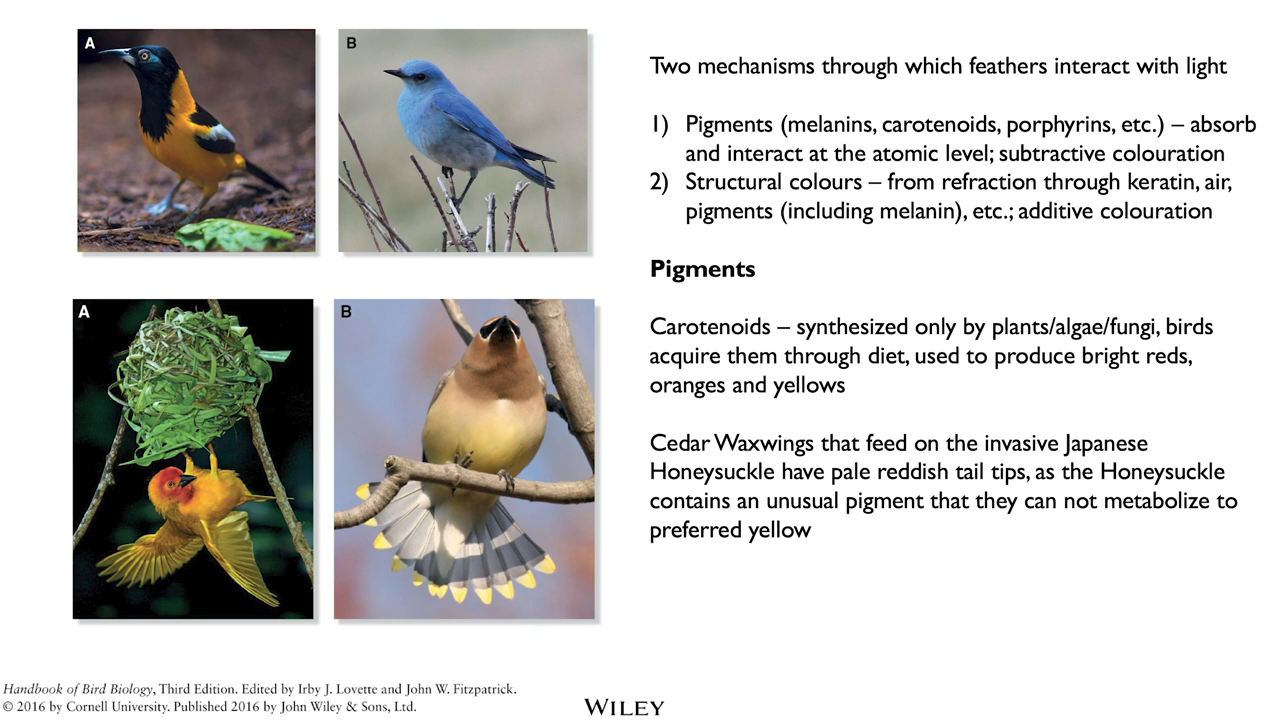 A
B
Two mechanisms through which feathers interact with light
1) Pigments (melanins, carotenoids, porphyrins, etc.) – absorb
and interact at the atomic level; subtractive colouration
2) Structural colours – from refraction through keratin, air,
pigments (including melanin), etc.; additive colouration
Pigments
A
B
Carotenoids – synthesized only by plants/algae/fungi, birds
acquire them through diet, used to produce bright reds,
oranges and yellows
Cedar Waxwings that feed on the invasive Japanese
Honeysuckle have pale reddish tail tips, as the Honeysuckle
contains an unusual pigment that they can not metabolize to
preferred yellow
Handbook of Bird Biology, Third Edition. Edited by Irby J. Lovette and John W. Fitzpatrick.
© 2016 by Cornell University. Published 2016 by John Wiley & Sons, Ltd.
WILEY